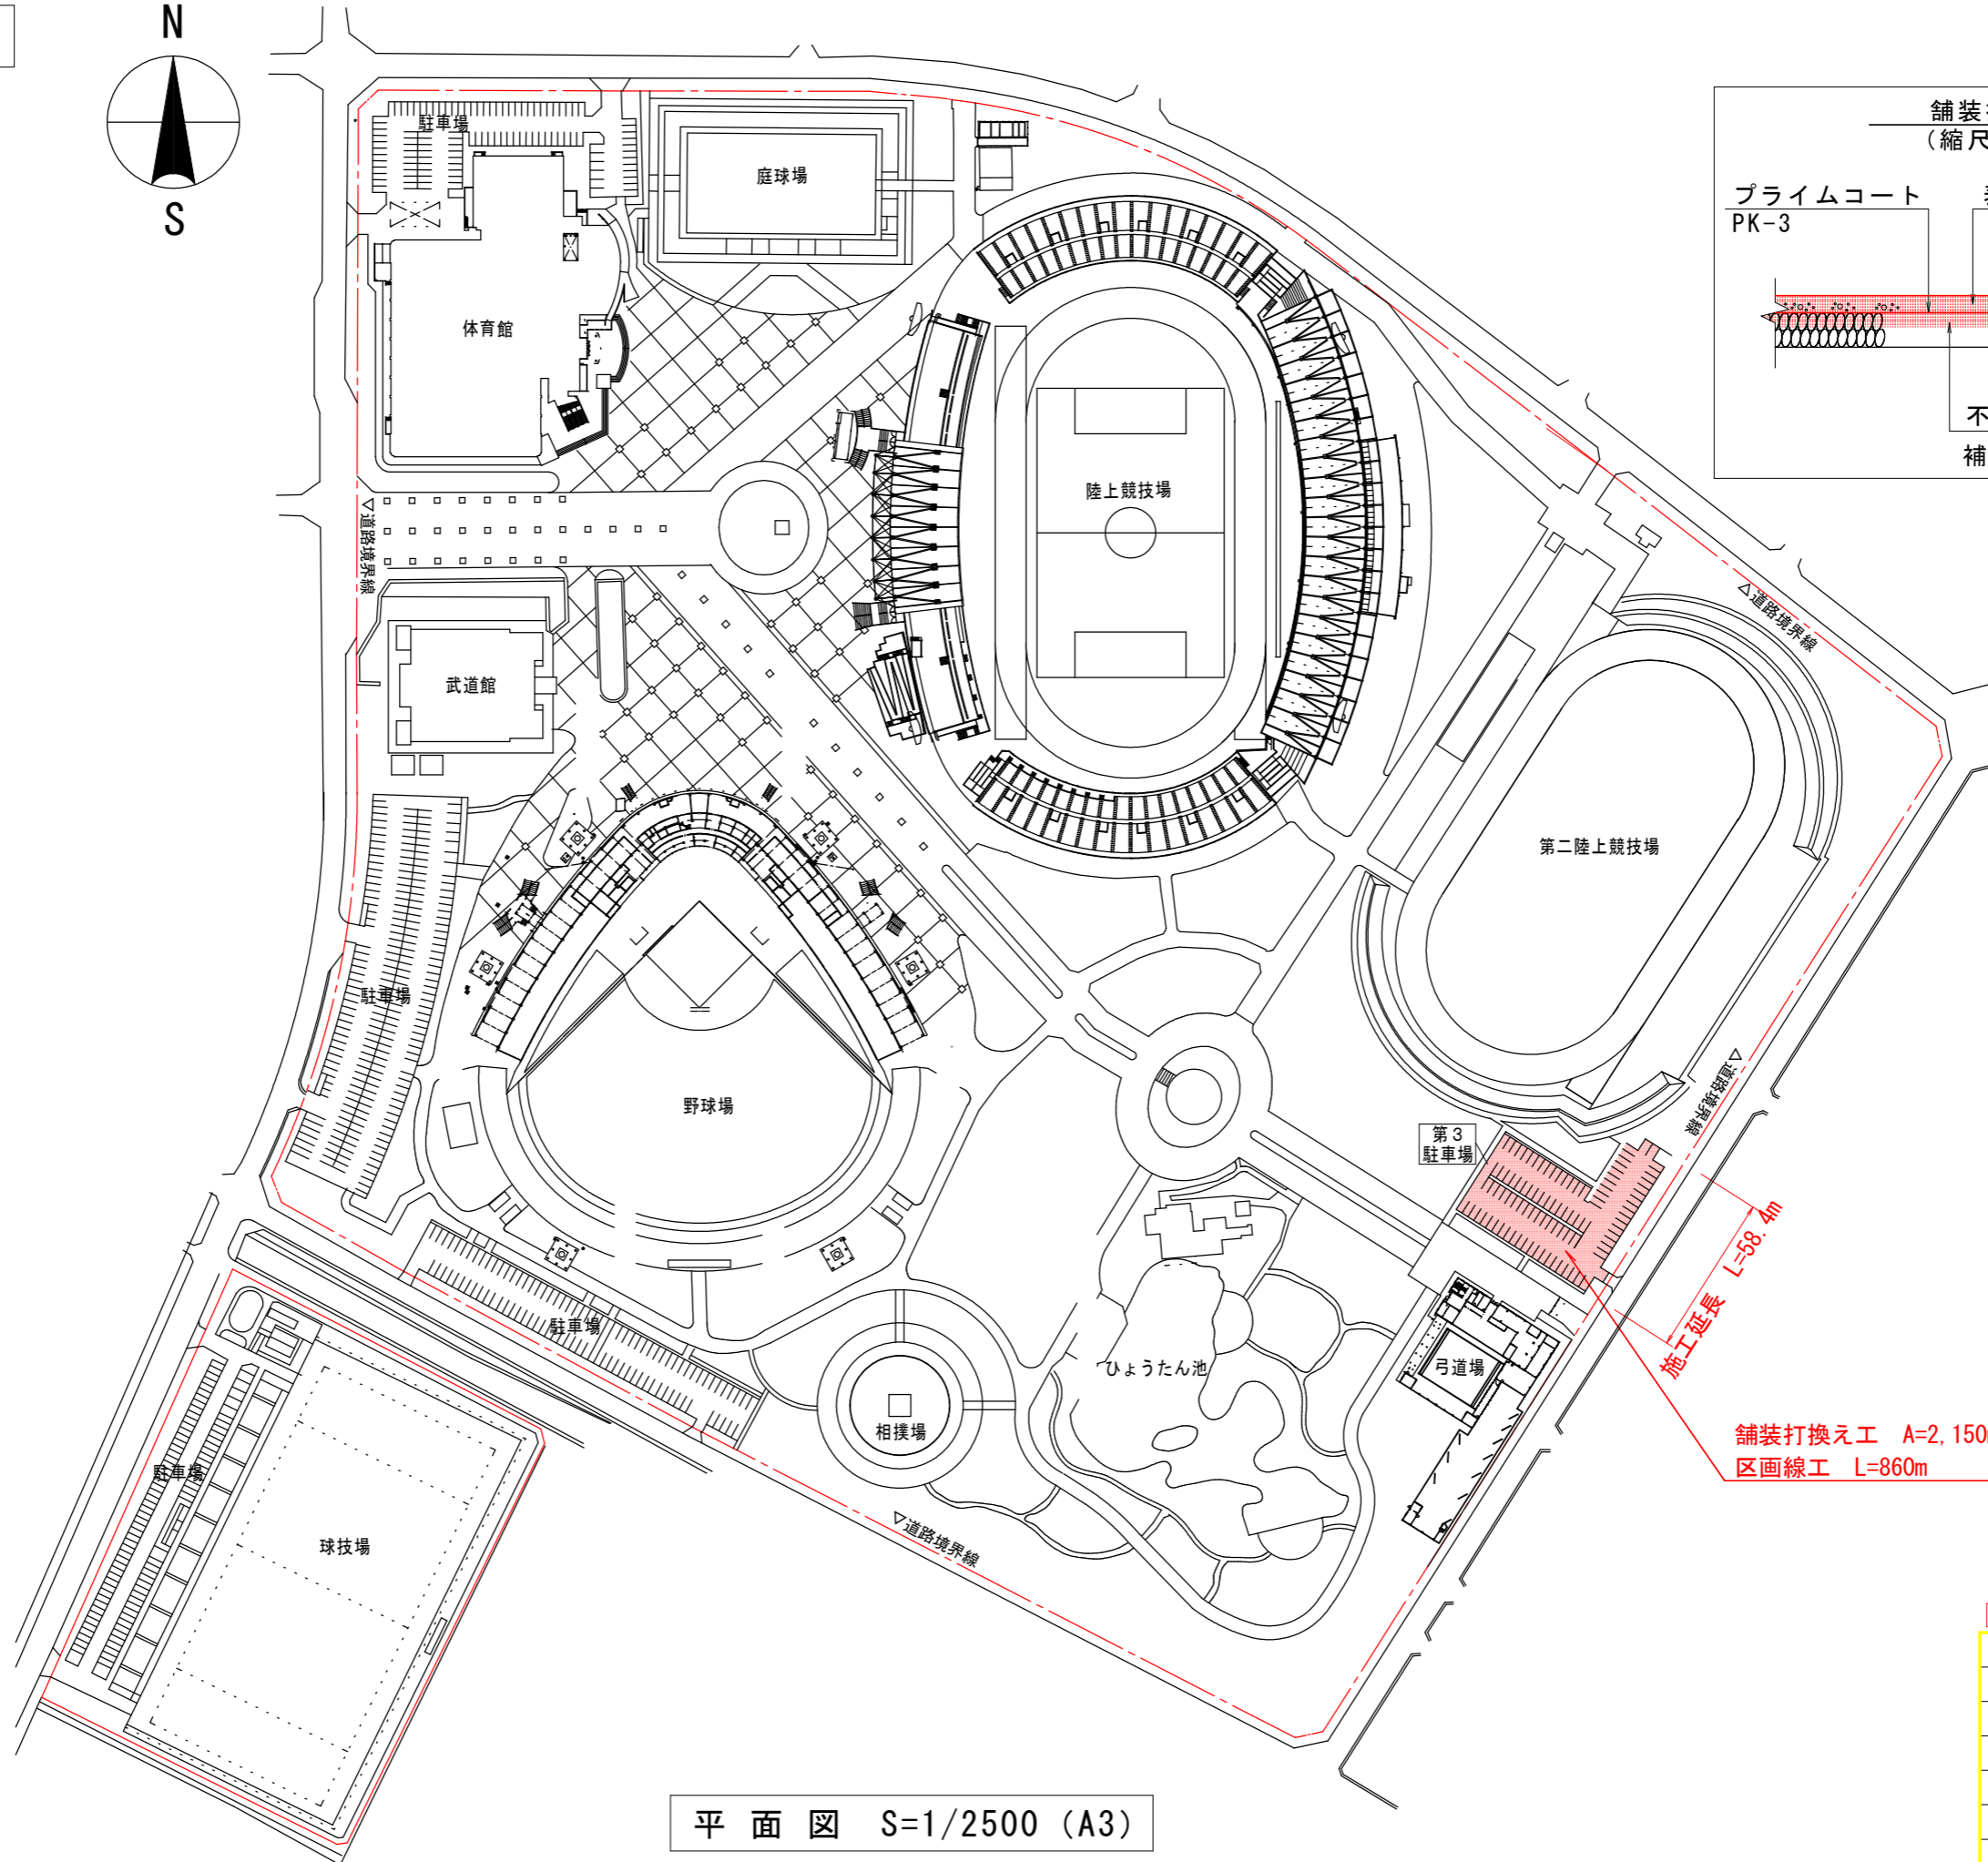 N
S
駐車場
庭球場
体育館
陸上競技場
▽道路境界線
武道館
▽道路境界線
第二陸上競技場
駐車場
野球場
▽道路境界線
第3
駐車場
施工延長 L=58.4m
駐車場
ひょうたん池
弓道場
相撲場
駐車場
球技場
▽道路境界線
舗装打換え工 A=2,150
区画線工 L=860m
舗装
(縮尺
プライムコート
PK-3
不
補
平面図 S=1/2500 (A3)